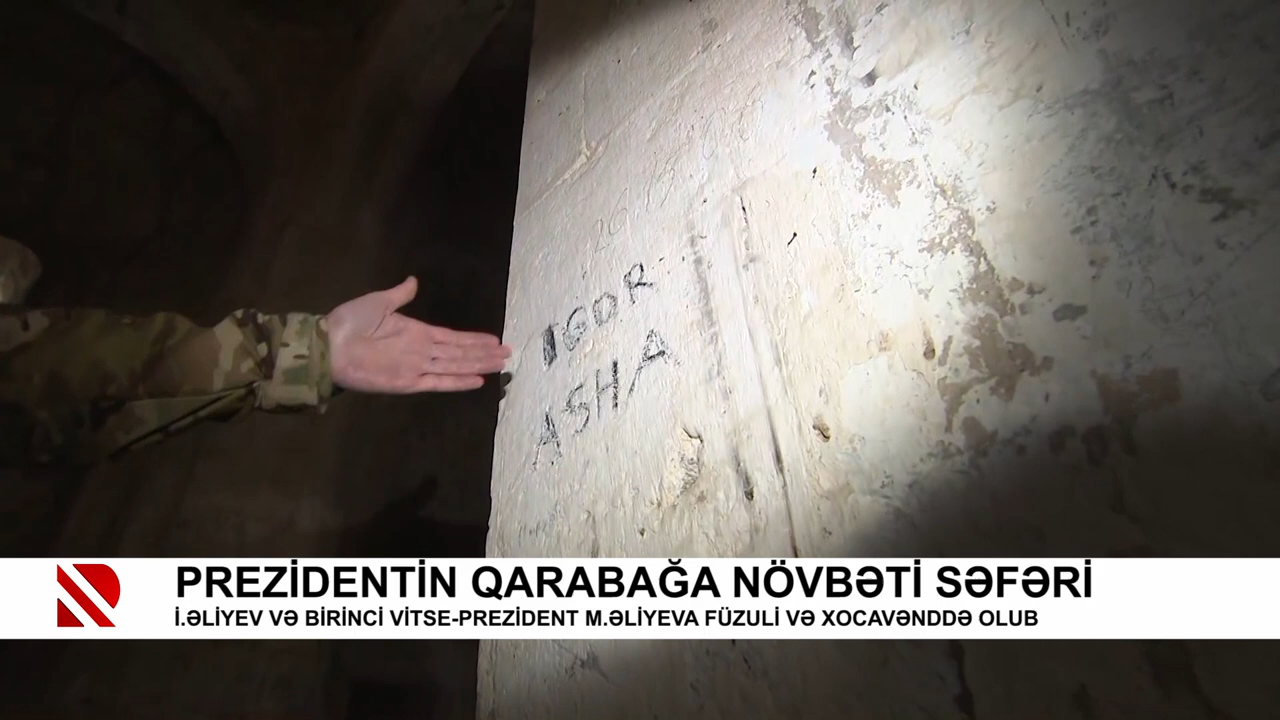 IGOR
ASHA
PREZİDENTİN QARABAĞA NÖVBƏTİ SƏFƏRİ
İ.ƏLİYEV VƏ BİRİNCİ VİTSE-PREZİDENT M.ƏLİYEVA FÜZULİ VƏ XOCAVƏNDDƏ OLUB